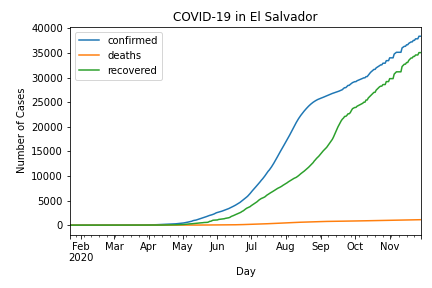 COVID-19 in El Salvador
confirmed
deaths
recovered
Number of Cases
40000
35000
30000
25000
20000
15000
10000
5000
0
Feb Mar Apr May Jun Jul Aug Sep Oct Nov
2020
Day